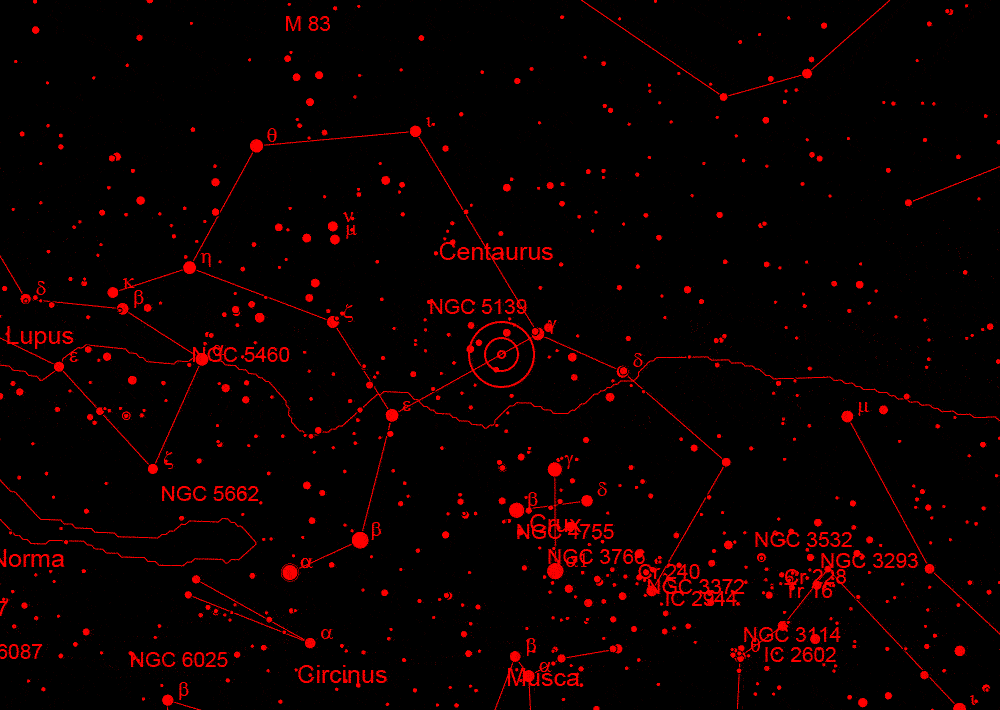 M 83
θ
ι
ν
μ
η
Centaurus
κ
δ
β
NGC 5139
ζ
γ
Lupus
α
NGC 5460
ε
δ
ε
μ
ζ
γ
NGC 5662
β
δ
Crux
β
NGC 4755
NGC 3532
Norma
NGC 3766
α1
NGC 3293
α
Cr 240
Cr 228
NGC 3372
Tr 16
IC 2944
7
α
NGC 3114
6087
NGC 6025
β
θ
IC 2602
α
Circinus
Musca
β
ι